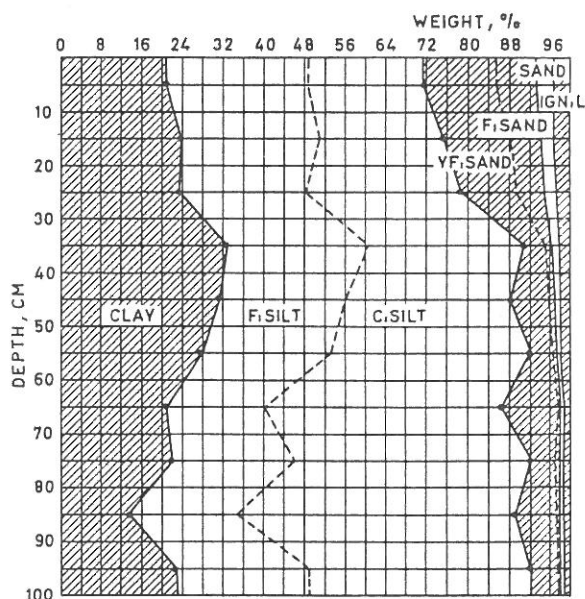 WEIGHT, %
0 8 16 24 32 40 48 56 64 72 80 88 96
SAND
IGN.L
F.SAND
VF.SAND
CLAY F.SILT C.SILT
DEPTH, CM
10
20
30
40
50
60
70
80
90
100